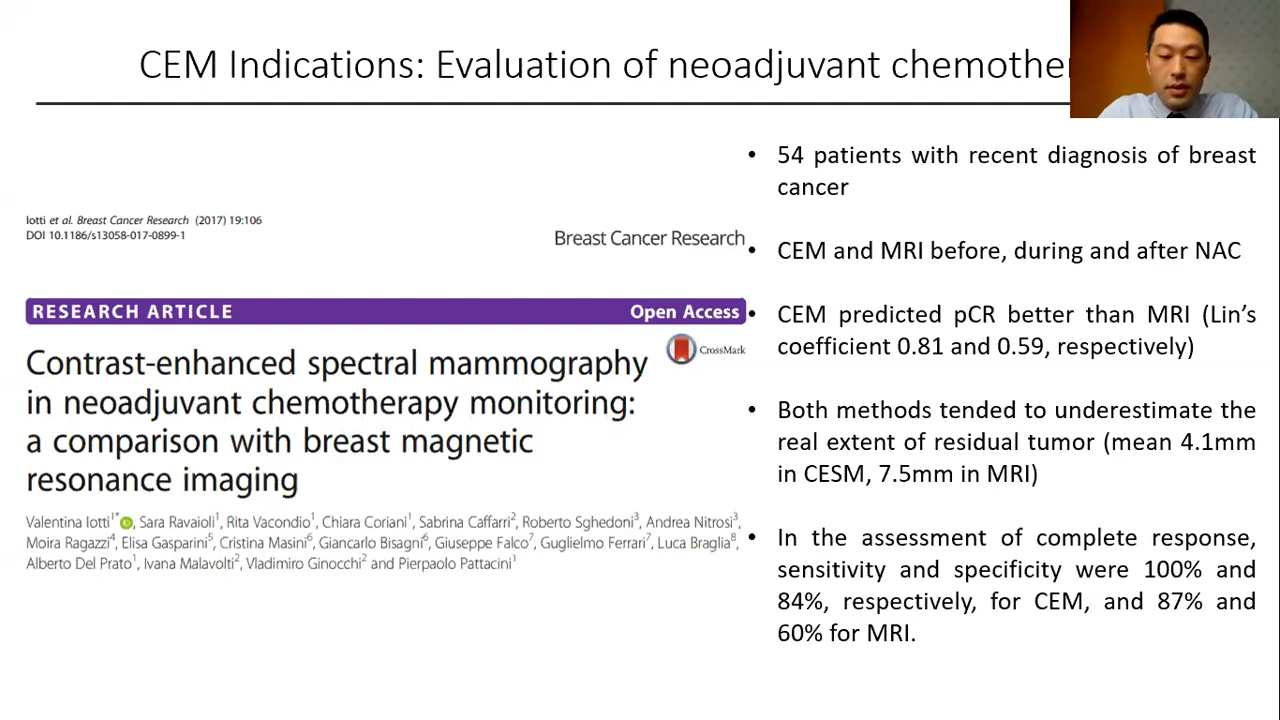 CEM Indications: Evaluation of neoadjuvant chemother
Iotti et al. Breast Cancer Research (2017) 19:106
DOI 10.1186/s13058-017-0899-1
Breast Cancer Research
RESEARCH ARTICLE Open Access
CrossMark
Contrast-enhanced spectral mammography
in neoadjuvant chemotherapy monitoring:
a comparison with breast magnetic
resonance imaging
Valentina Iotti1*, Sara Ravaioli1, Rita Vacondio1, Chiara Coriani1, Sabrina Caffarri2, Roberto Sghedoni3, Andrea Nitrosi3,
Moira Ragazzi4, Elisa Gasparini5, Cristina Masini6, Giancarlo Bisagni6, Giuseppe Falco7, Guglielmo Ferrari7, Luca Braglia8,
Alberto Del Prato1, Ivana Malavolti2, Vladimiro Ginocchi2 and Pierpaolo Pattacini1
• 54 patients with recent diagnosis of breast
cancer
• CEM and MRI before, during and after NAC
• CEM predicted pCR better than MRI (Lin’s
coefficient 0.81 and 0.59, respectively)
• Both methods tended to underestimate the
real extent of residual tumor (mean 4.1mm
in CESM, 7.5mm in MRI)
• In the assessment of complete response,
sensitivity and specificity were 100% and
84%, respectively, for CEM, and 87% and
60% for MRI.